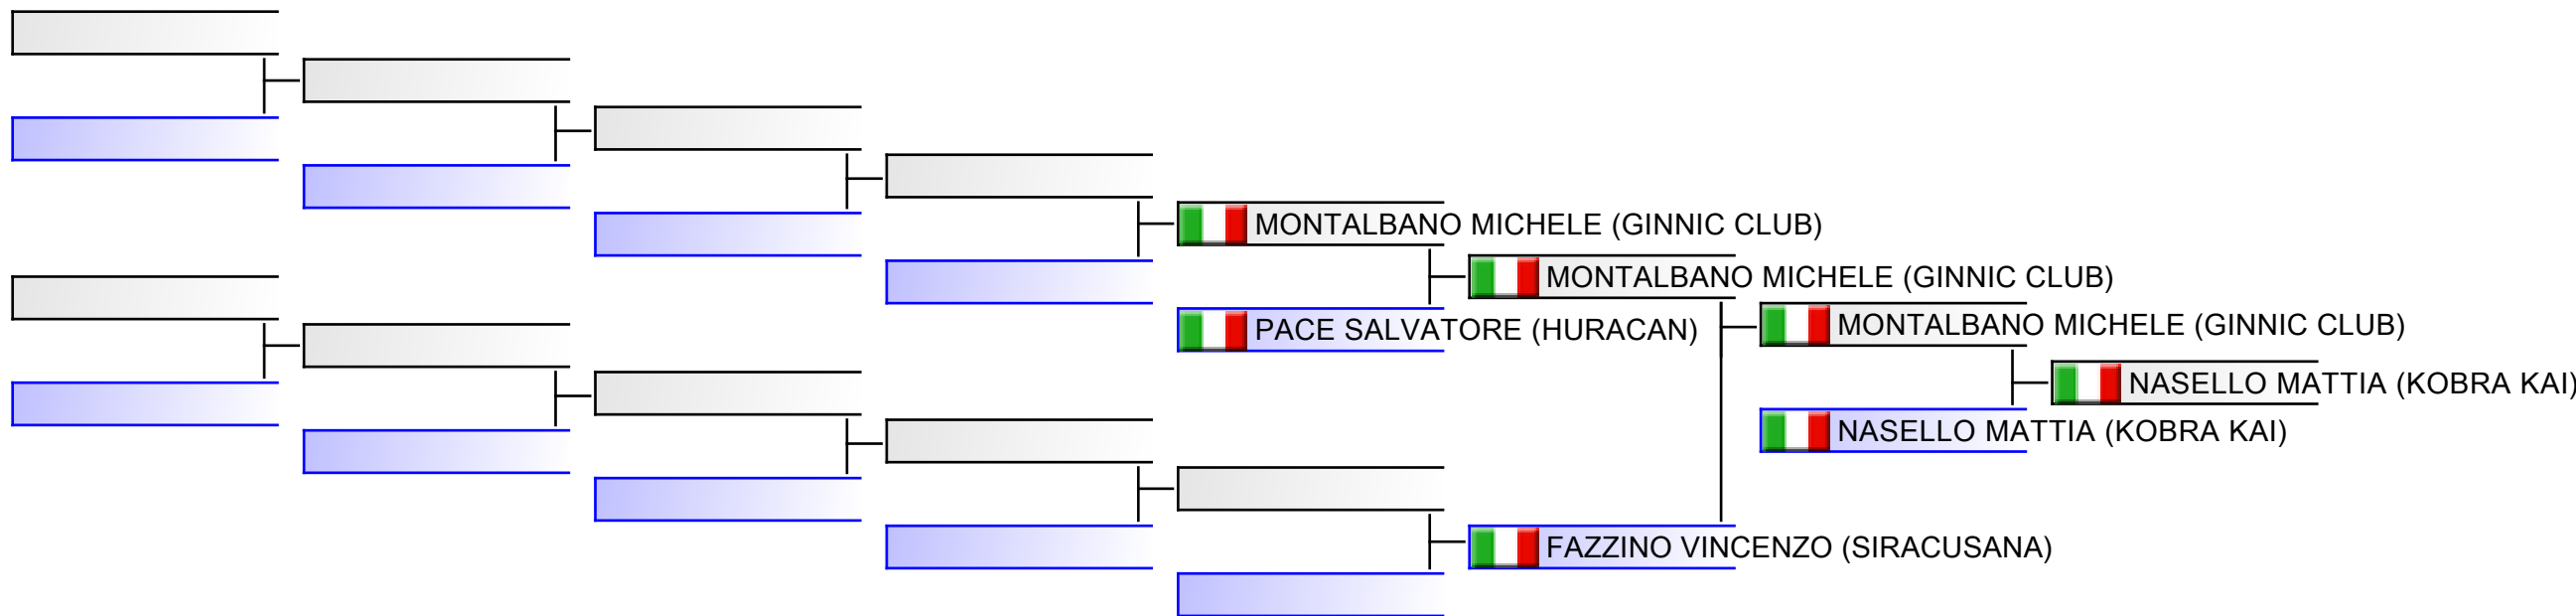 MONTALBANO MICHELE (GINNIC CLUB)
MONTALBANO MICHELE (GINNIC CLUB)
PACE SALVATORE (HURACAN)
MONTALBANO MICHELE (GINNIC CLUB)
NASELLO MATTIA (KOBRA KAI)
NASELLO MATTIA (KOBRA KAI)
FAZZINO VINCENZO (SIRACUSANA)